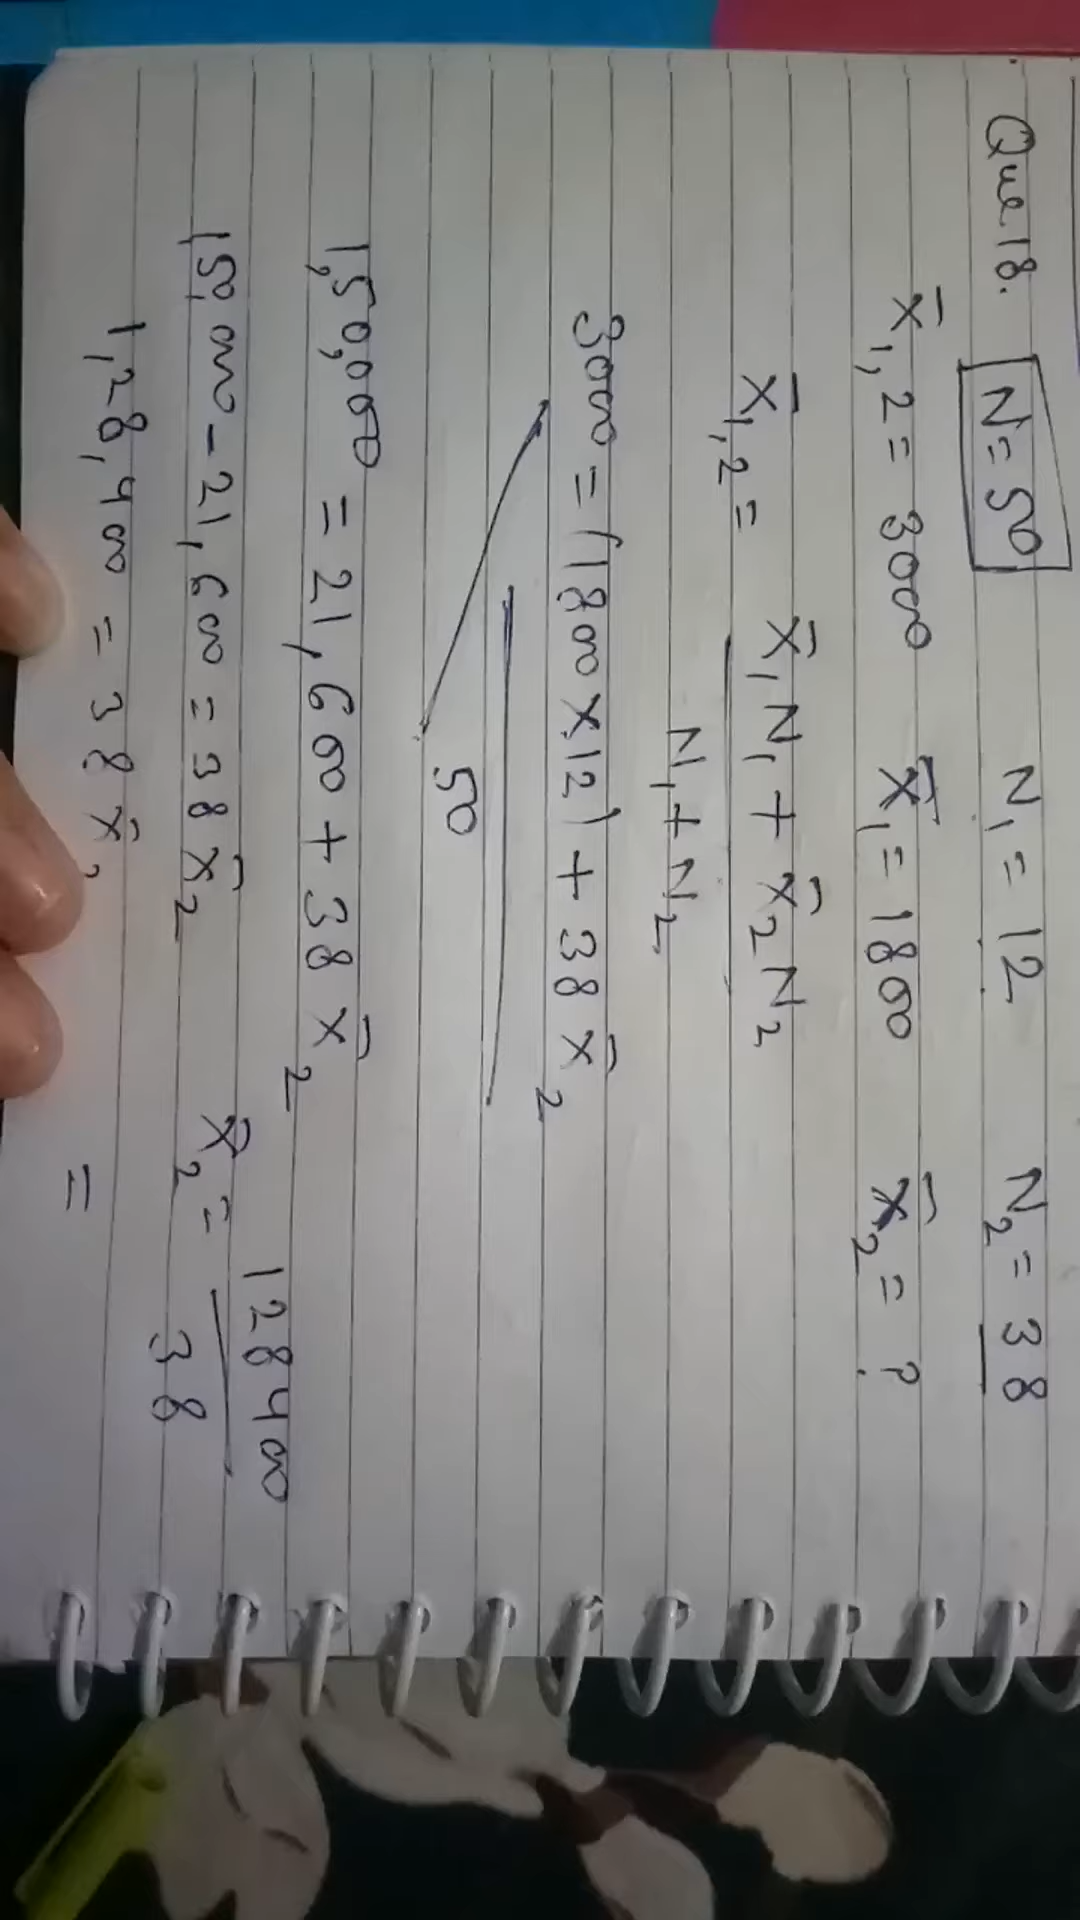 Que.18. N=50 N₁ = 12 N₂ = 38
x̄₁,₂ = 3000 x̄₁ = 1800 x̄₂ = ?
x̄₁,₂ = x̄₁N₁ + x̄₂N₂
N₁ + N₂
3000 = (1800 × 12) + 38 x̄₂
50
1,50,000 = 21,600 + 38 x̄₂
150,000 - 21,600 = 38 x̄₂
x̄₂ = 128400
38
1,28,400 = 38 x̄₂
=